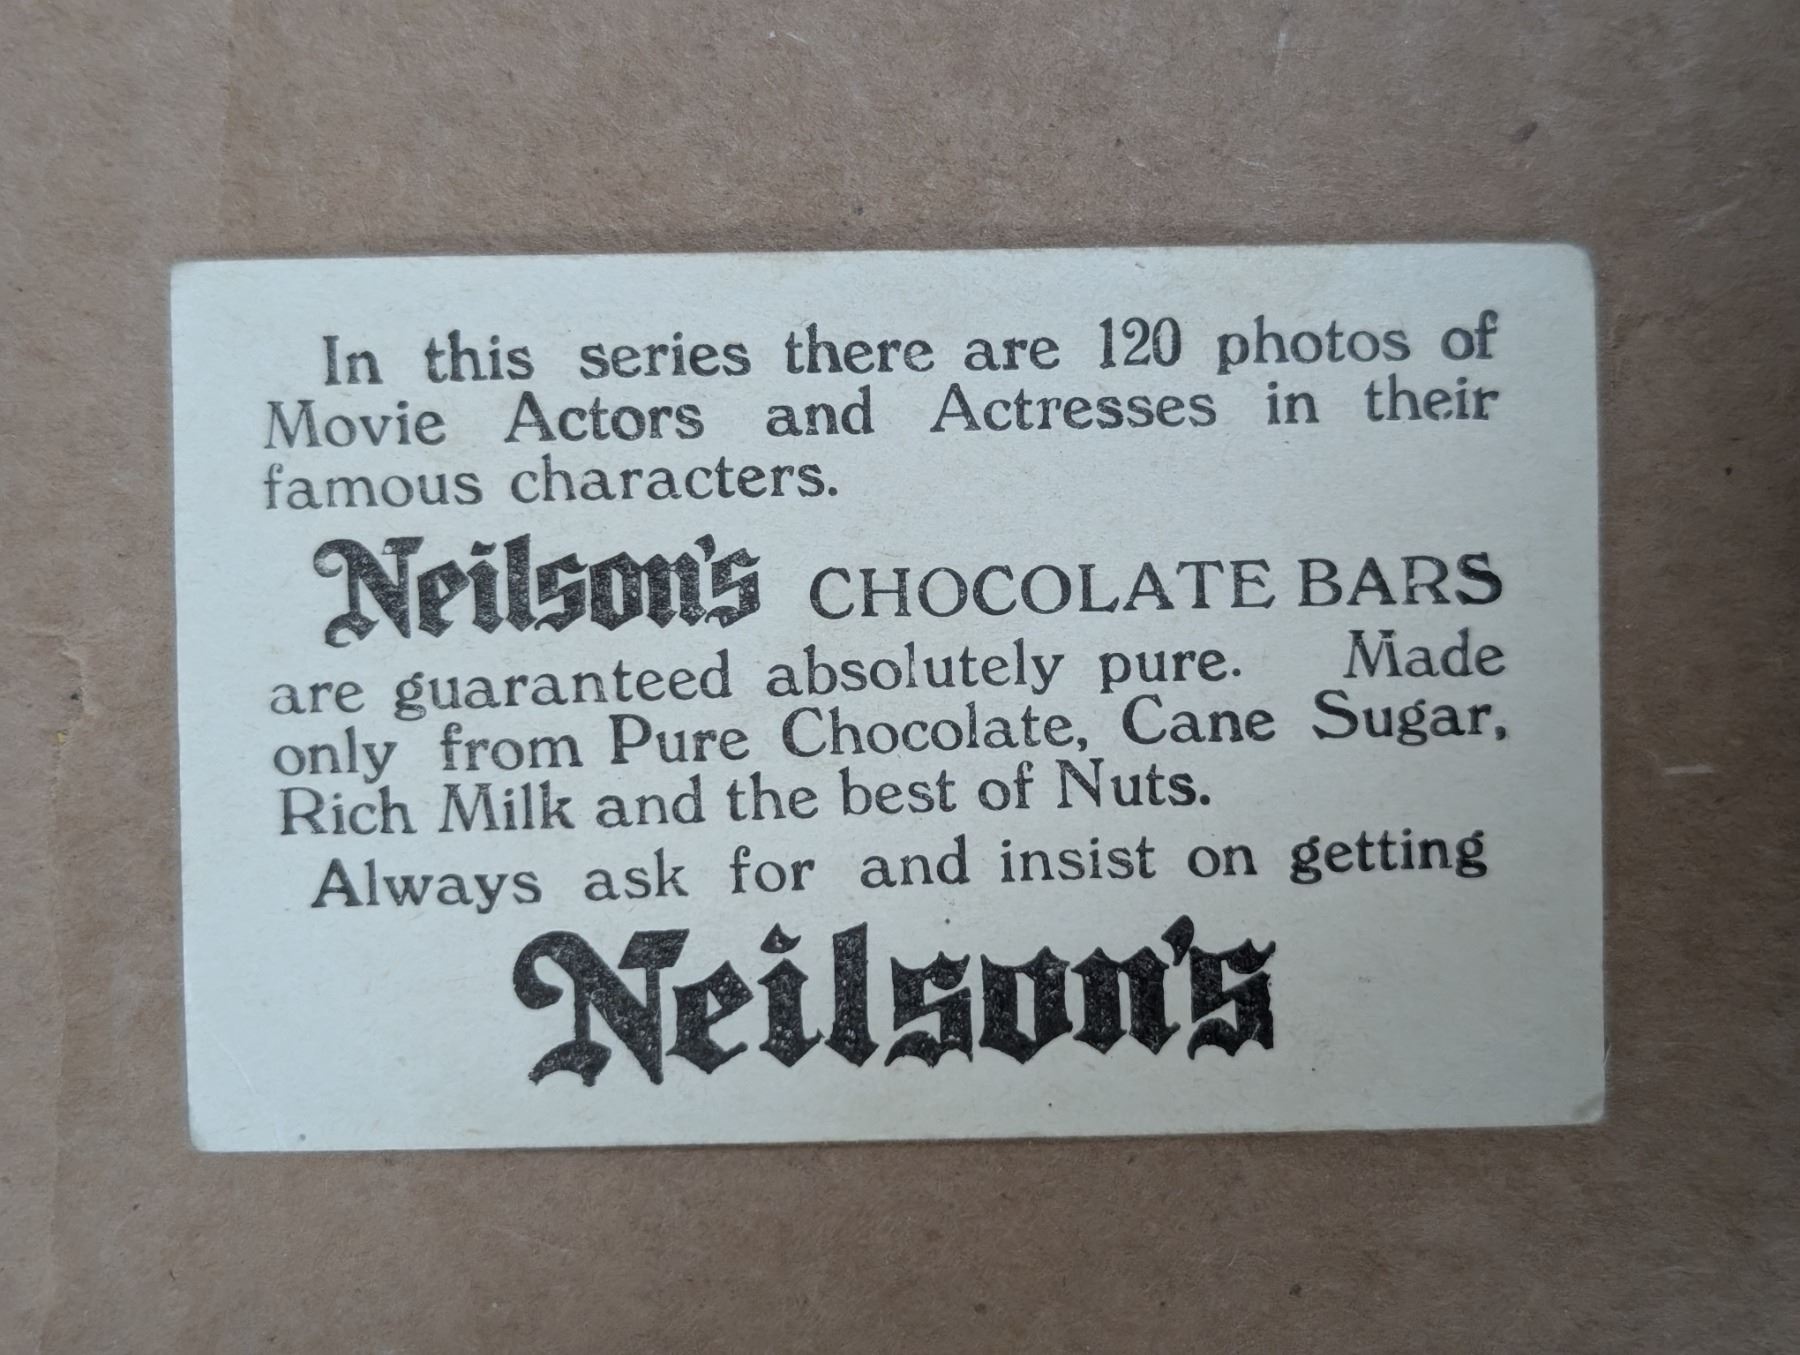 In this series there are 120 photos of
Movie Actors and Actresses in their
famous characters.
Neilson's CHOCOLATE BARS
are guaranteed absolutely pure. Made
only from Pure Chocolate, Cane Sugar,
Rich Milk and the best of Nuts.
Always ask for and insist on getting
Neilson's